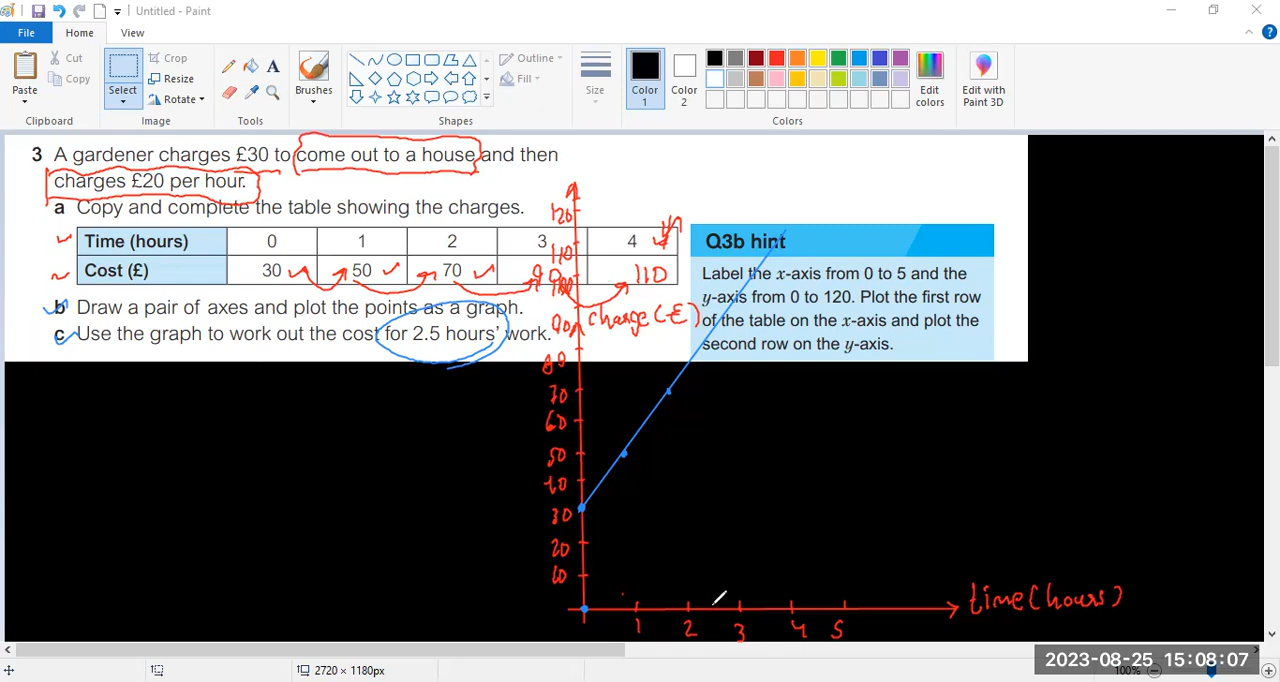 Untitled - Paint
File Home View
Paste Cut Copy Clipboard
Select Crop Resize Rotate Image
A Tools
Brushes
Outline Fill Shapes
Size
Color 1 Color 2 Edit colors Colors
Edit with Paint 3D
3 A gardener charges £30 to come out to a house and then
charges £20 per hour.
a Copy and complete the table showing the charges.
Time (hours) 0 1 2 3 4
Cost (£) 30 50 70 90 110
b Draw a pair of axes and plot the points as a graph.
c Use the graph to work out the cost for 2.5 hours' work.
Q3b hint
Label the x-axis from 0 to 5 and the
y-axis from 0 to 120. Plot the first row
of the table on the x-axis and plot the
second row on the y-axis.
charge (£)
120
110
100
90
80
70
60
50
40
30
20
10
1 2 3 4 5
time (hours)
2720 × 1180px
100%
2023-08-25 15:08:07